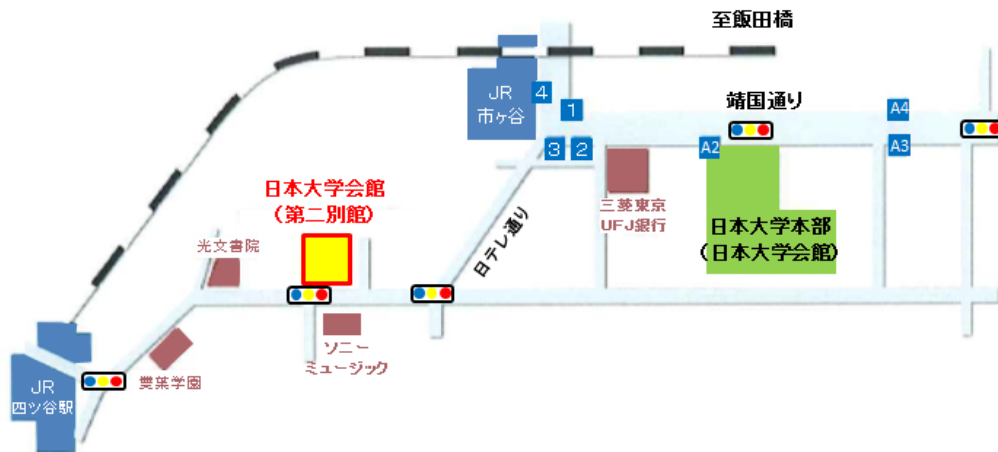 至飯田橋
JR
市ヶ谷
4
1
3
2
靖国通り
A4
A2
A3
三菱東京
UFJ銀行
日本大学本部
(日本大学会館)
日本大学会館
(第二別館)
日テレ通り
光文書院
ソニー
ミュージック
雙葉学園
JR
四ツ谷駅